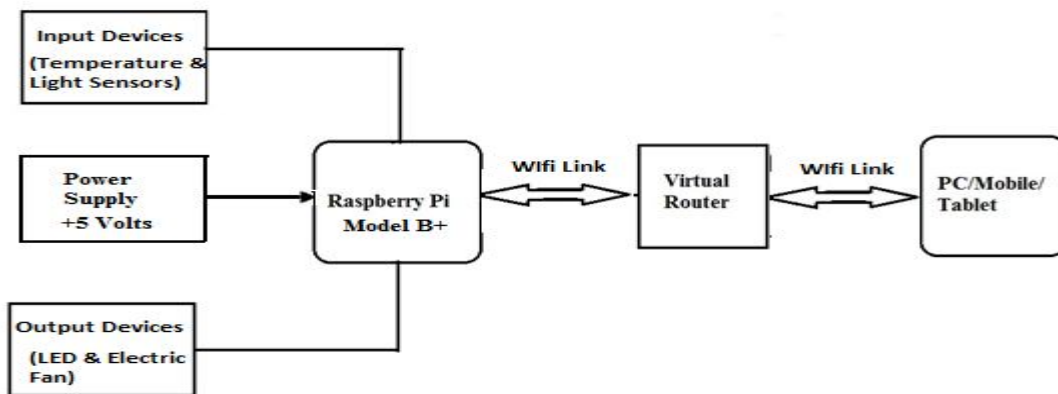 Input Devices
(Temperature &
Light Sensors)
Power
Supply
+5 Volts
Raspberry Pi
Model B+
WIfi Link
Virtual
Router
WIfi Link
PC/Mobile/
Tablet
Output Devices
(LED & Electric
Fan)